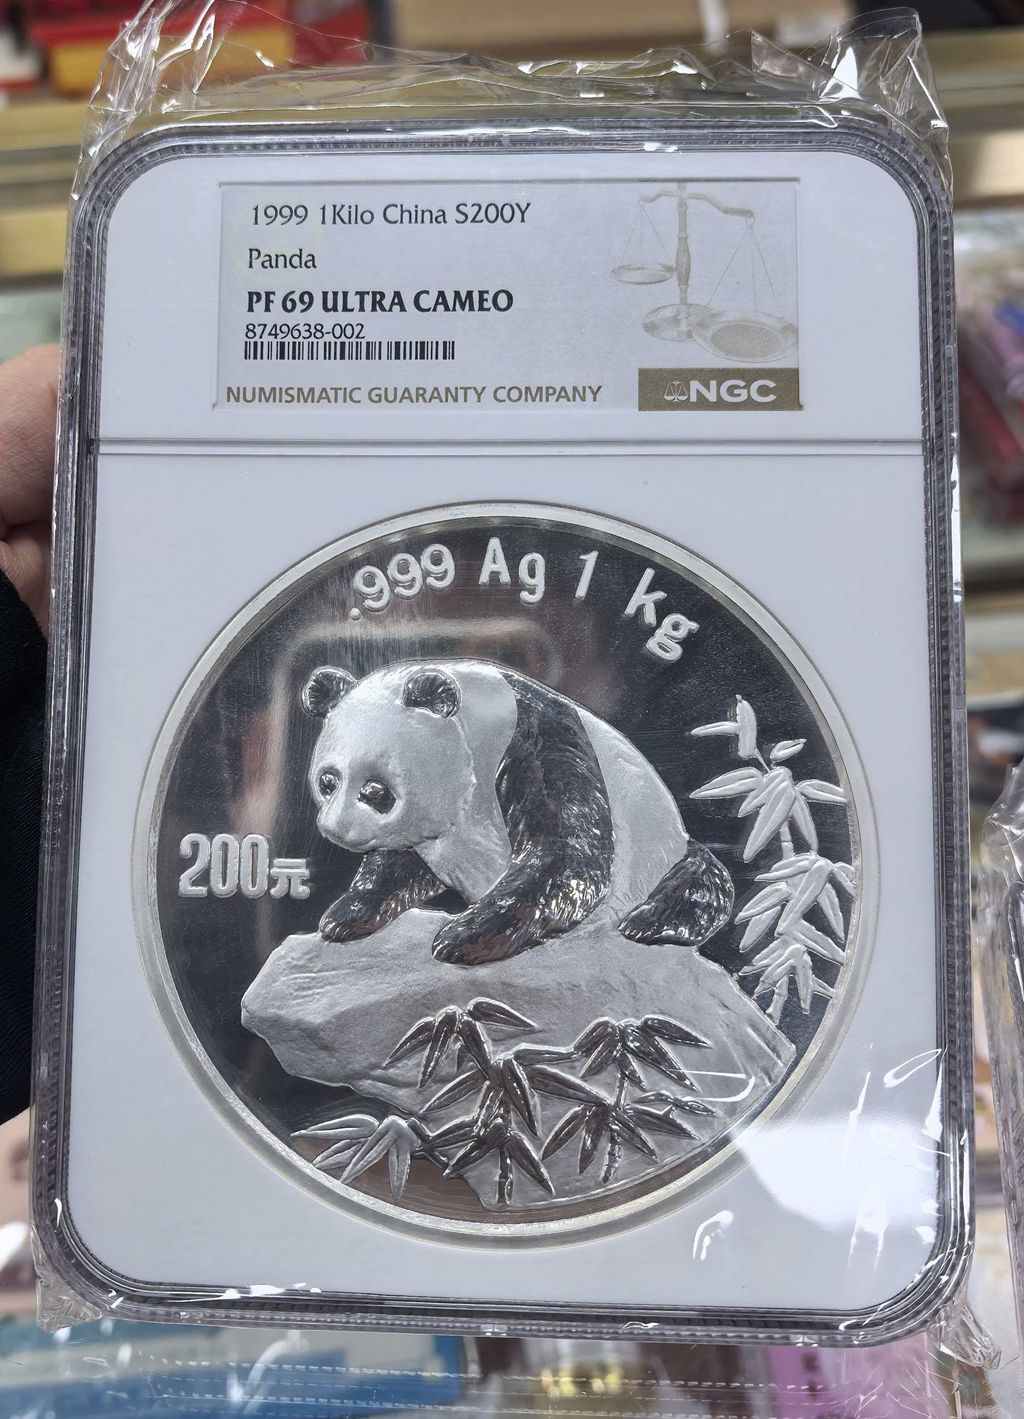 1999 1Kilo China S200Y
Panda
PF 69 ULTRA CAMEO
8749638-002
NUMISMATIC GUARANTY COMPANY
NGC
.999 Ag 1 kg
200元